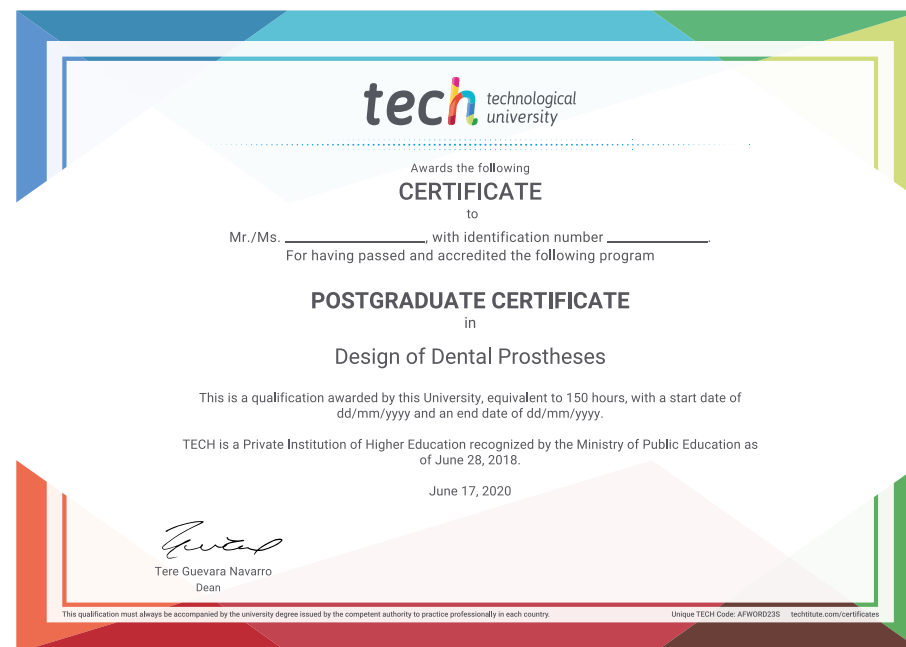 tech technological
university
Awards the following
CERTIFICATE
to
Mr./Ms. ____________________, with identification number ______________.
For having passed and accredited the following program
POSTGRADUATE CERTIFICATE
in
Design of Dental Prostheses
This is a qualification awarded by this University, equivalent to 150 hours, with a start date of
dd/mm/yyyy and an end date of dd/mm/yyyy.
TECH is a Private Institution of Higher Education recognized by the Ministry of Public Education as
of June 28, 2018.
June 17, 2020
Tere Guevara Navarro
Dean
This qualification must always be accompanied by the university degree issued by the competent authority to practice professionally in each country.
Unique TECH Code: AFWORD23S techtitute.com/certificates